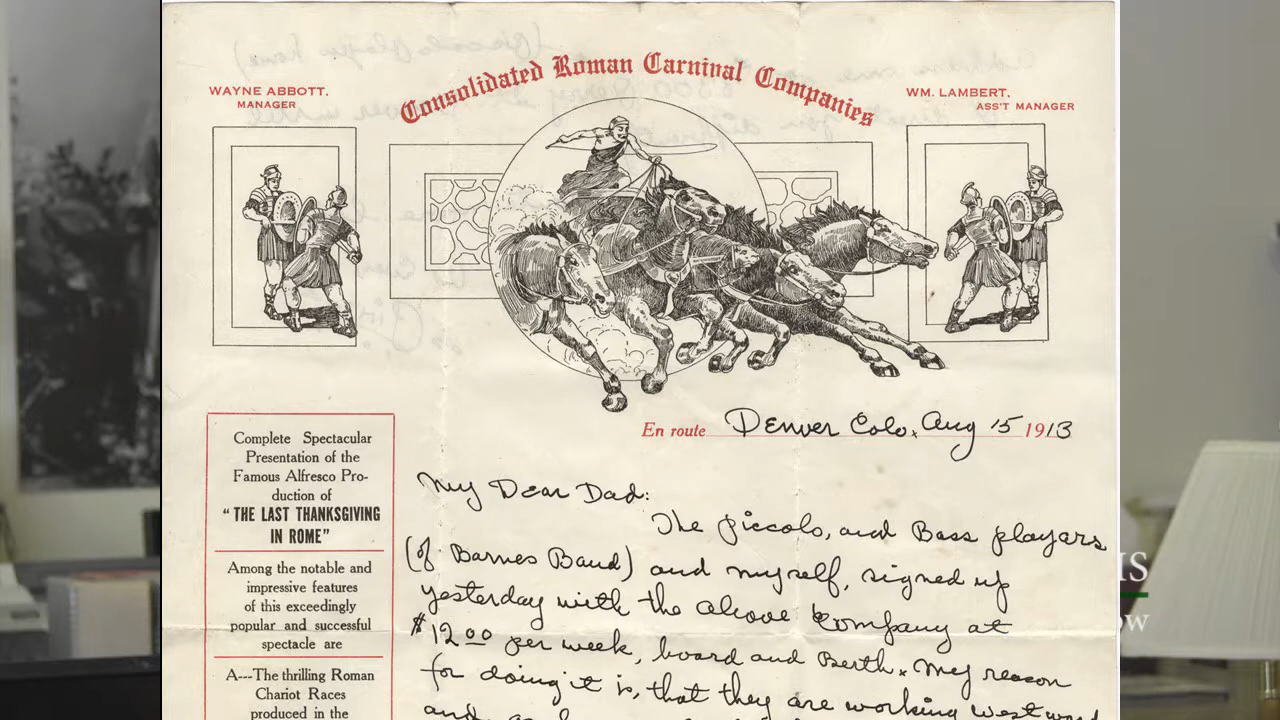 Consolidated Roman Carnival Companies
WAYNE ABBOTT,
MANAGER
WM. LAMBERT,
ASS'T MANAGER
En route Denver Colo, Aug 15 1913
Complete Spectacular
Presentation of the
Famous Alfresco Pro-
duction of
"THE LAST THANKSGIVING
IN ROME"
Among the notable and
impressive features
of this exceedingly
popular and successful
spectacle are
A---The thrilling Roman
Chariot Races
produced in the
My Dear Dad:
The piccolo, and Bass players
(of Barnes Band) and myself, signed up
yesterday with the above Company at
$12.00 per week, board and Berth. My reason
for doing it is, that they are working westward
and
IS
OW